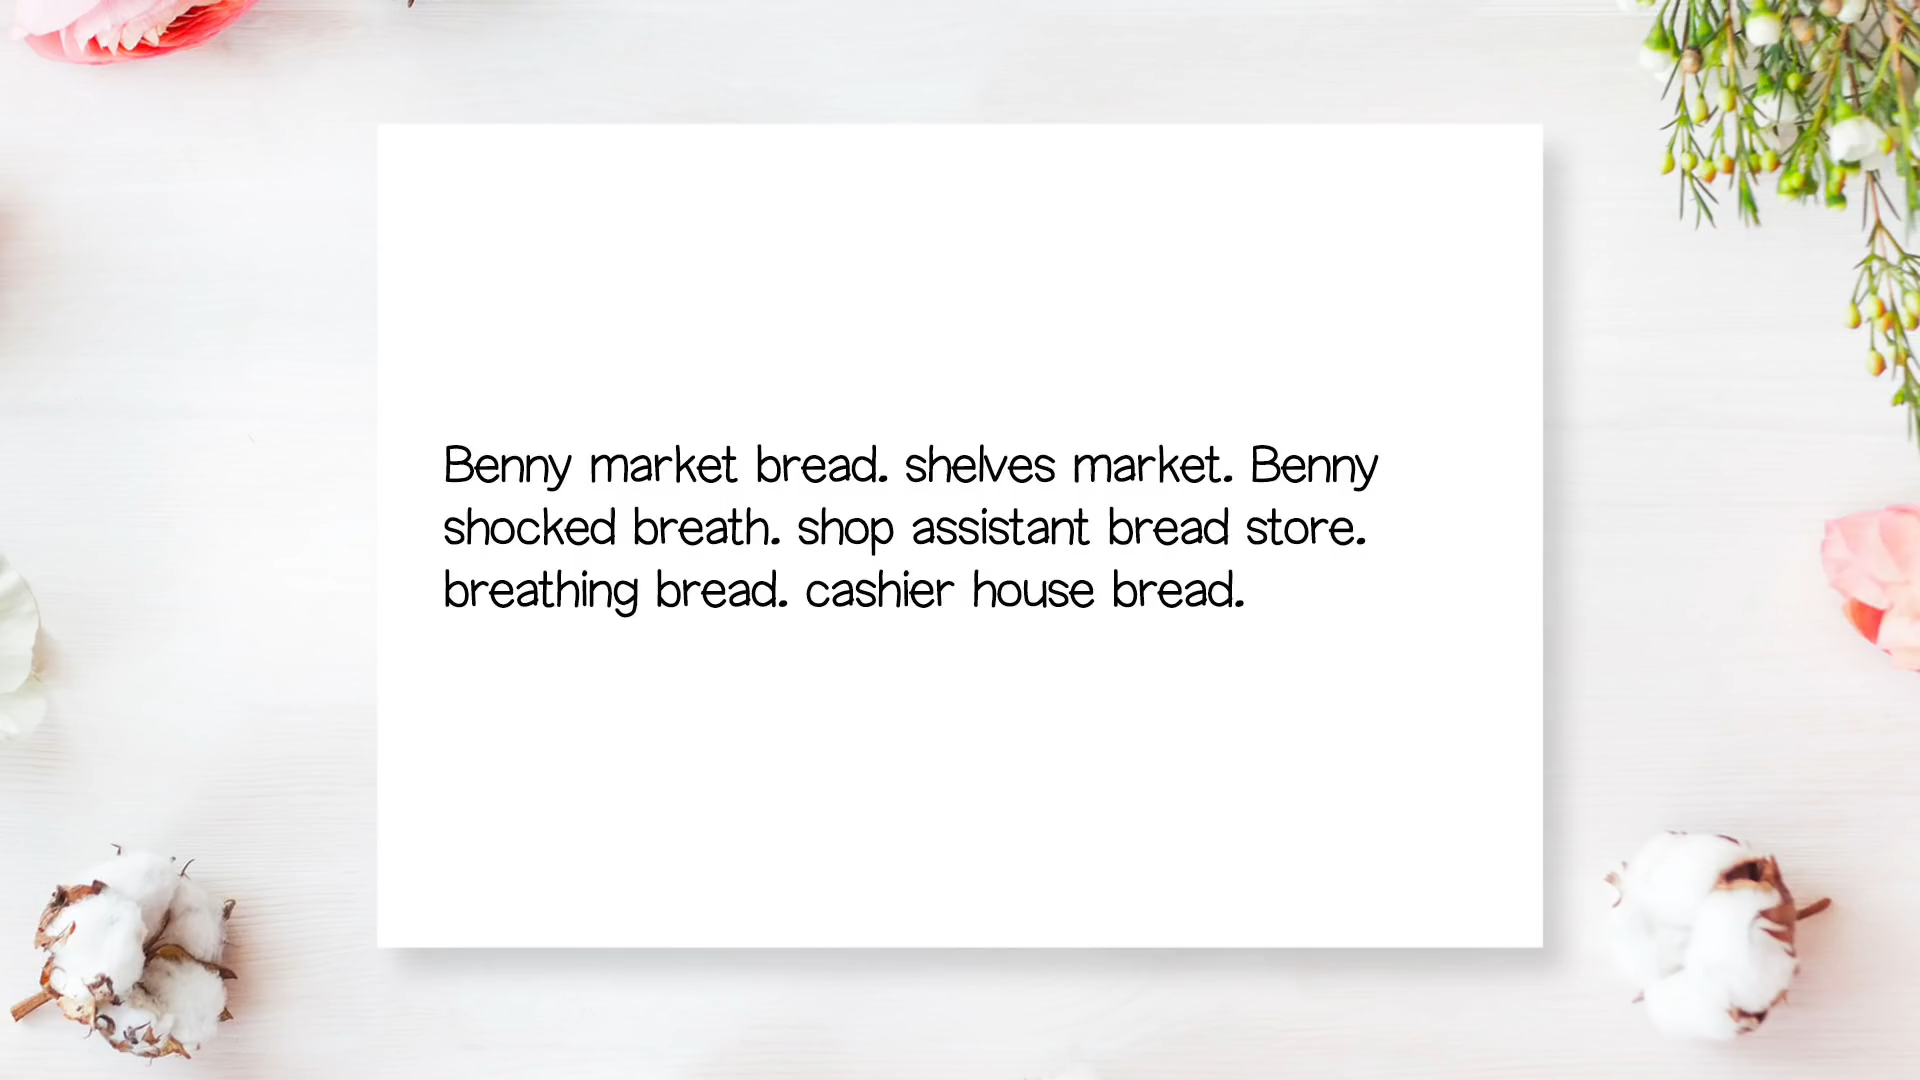 Benny market bread. shelves market. Benny
shocked breath. shop assistant bread store.
breathing bread. cashier house bread.